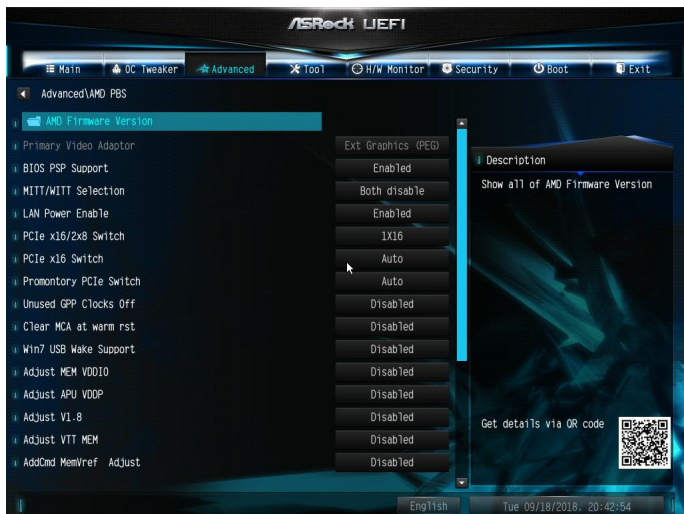 ASRock UEFI
Main OC Tweaker Advanced Tool H/W Monitor Security Boot Exit
Advanced\AMD PBS
AMD Firmware Version
Primary Video Adaptor Ext Graphics (PEG)
BIOS PSP Support Enabled
MITT/WITT Selection Both disable
LAN Power Enable Enabled
PCIe x16/2x8 Switch 1X16
PCIe x16 Switch Auto
Promontory PCIe Switch Auto
Unused GPP Clocks Off Disabled
Clear MCA at warm rst Disabled
Win7 USB Wake Support Disabled
Adjust MEM VDDIO Disabled
Adjust APU VDDP Disabled
Adjust V1.8 Disabled
Adjust VTT MEM Disabled
AddCmd MemVref Adjust Disabled
Description
Show all of AMD Firmware Version
Get details via QR code
English
Tue 09/18/2018, 20:42:54